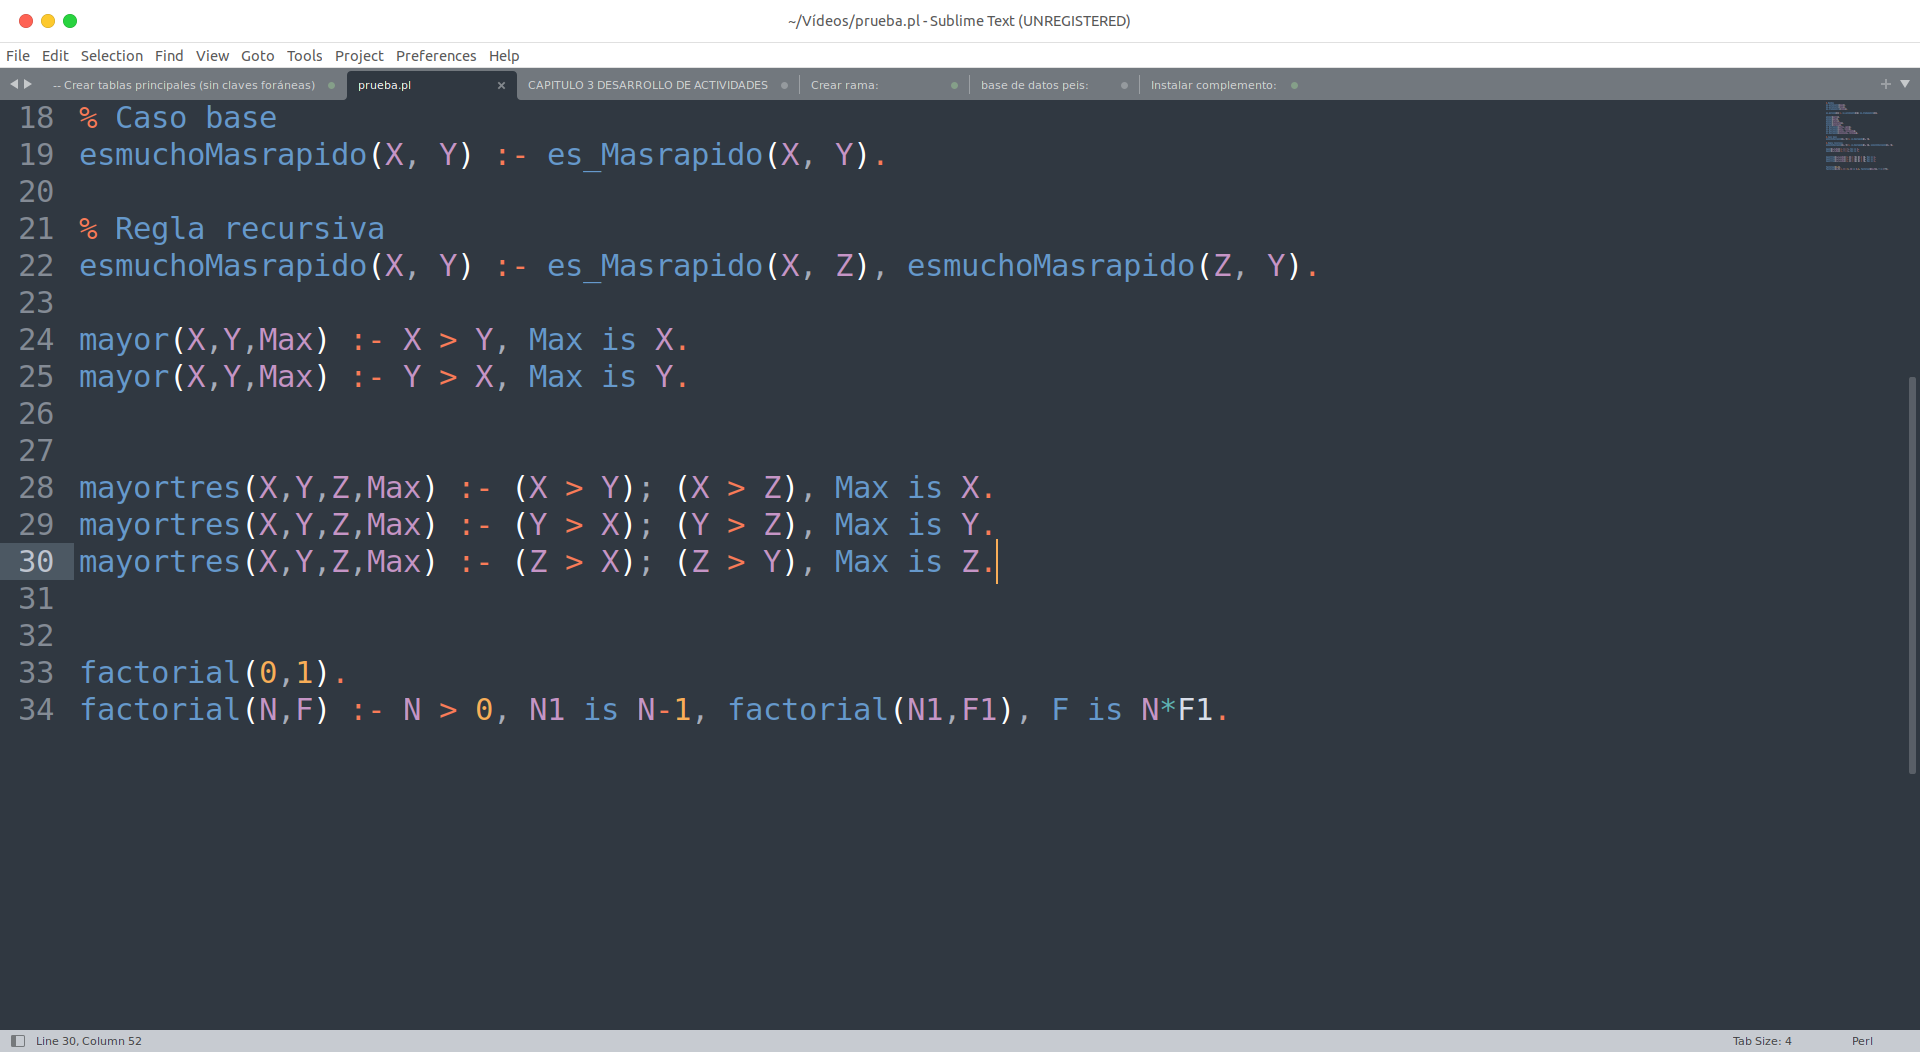 ~/Vídeos/prueba.pl - Sublime Text (UNREGISTERED)
File Edit Selection Find View Goto Tools Project Preferences Help
-- Crear tablas principales (sin claves foráneas) prueba.pl CAPITULO 3 DESARROLLO DE ACTIVIDADES Crear rama: base de datos peis: Instalar complemento:
18 % Caso base
19 esmuchoMasrapido(X, Y) :- es_Masrapido(X, Y).
20
21 % Regla recursiva
22 esmuchoMasrapido(X, Y) :- es_Masrapido(X, Z), esmuchoMasrapido(Z, Y).
23
24 mayor(X,Y,Max) :- X > Y, Max is X.
25 mayor(X,Y,Max) :- Y > X, Max is Y.
26
27
28 mayortres(X,Y,Z,Max) :- (X > Y); (X > Z), Max is X.
29 mayortres(X,Y,Z,Max) :- (Y > X); (Y > Z), Max is Y.
30 mayortres(X,Y,Z,Max) :- (Z > X); (Z > Y), Max is Z.
31
32
33 factorial(0,1).
34 factorial(N,F) :- N > 0, N1 is N-1, factorial(N1,F1), F is N*F1.
Line 30, Column 52 Tab Size: 4 Perl